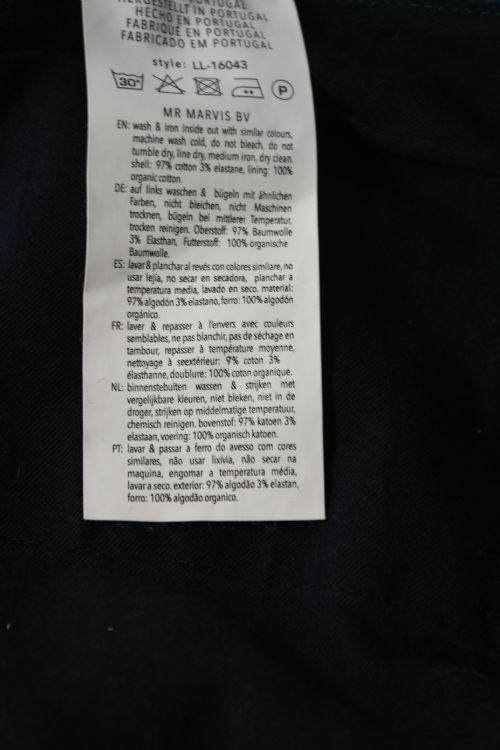 HERGESTELLT IN PORTUGAL
HECHO EN PORTUGAL
FABRIQUÉ EN PORTUGAL
FABRICADO EM PORTUGAL
style: LL-16043
30° P
MR MARVIS BV
EN: wash & iron inside out with similar colours,
machine wash cold, do not bleach, do not
tumble dry, line dry, medium iron, dry clean.
shell: 97% cotton 3% elastane, lining: 100%
organic cotton.
DE: auf links waschen & bügeln mit ähnlichen
Farben, nicht bleichen, nicht Maschinen
trocknen, bügeln bei mittlerer Temperatur,
trocken reinigen. Oberstoff: 97% Baumwolle
3% Elasthan, Futterstoff: 100% organische
Baumwolle.
ES: lavar & planchar al revés con colores similare, no
usar lejía, no secar en secadora, planchar a
temperatura media, lavado en seco. material:
97% algodón 3% elastano, forro: 100% algodón
orgánico.
FR: laver & repasser à l'envers avec couleurs
semblables, ne pas blanchir, pas de séchage en
tambour, repasser à température moyenne,
nettoyage à seextérieur: 9% coton 3%
élasthanne, doublure: 100% coton organique.
NL: binnenstebuiten wassen & strijken met
vergelijkbare kleuren, niet bleken, niet in de
droger, strijken op middelmatige temperatuur,
chemisch reinigen. bovenstof: 97% katoen 3%
elastaan, voering: 100% organisch katoen.
PT: lavar & passar a ferro do avesso com cores
similares, não usar lixívia, não secar na
maquina, engomar a temperatura média,
lavar a seco. exterior: 97% algodão 3% elastan,
forro: 100% algodão organico.